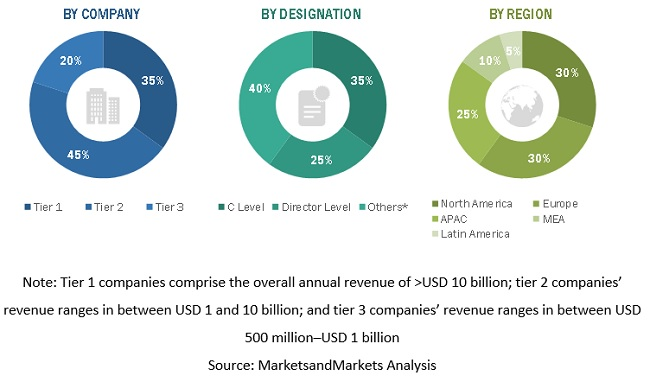 BY COMPANY
20%
35%
45%
Tier 1 Tier 2 Tier 3
BY DESIGNATION
40%
35%
25%
C Level Director Level Others*
BY REGION
5%
10%
30%
25%
30%
North America Europe
APAC MEA
Latin America
Note: Tier 1 companies comprise the overall annual revenue of >USD 10 billion; tier 2 companies’
revenue ranges in between USD 1 and 10 billion; and tier 3 companies’ revenue ranges in between USD
500 million–USD 1 billion
Source: MarketsandMarkets Analysis